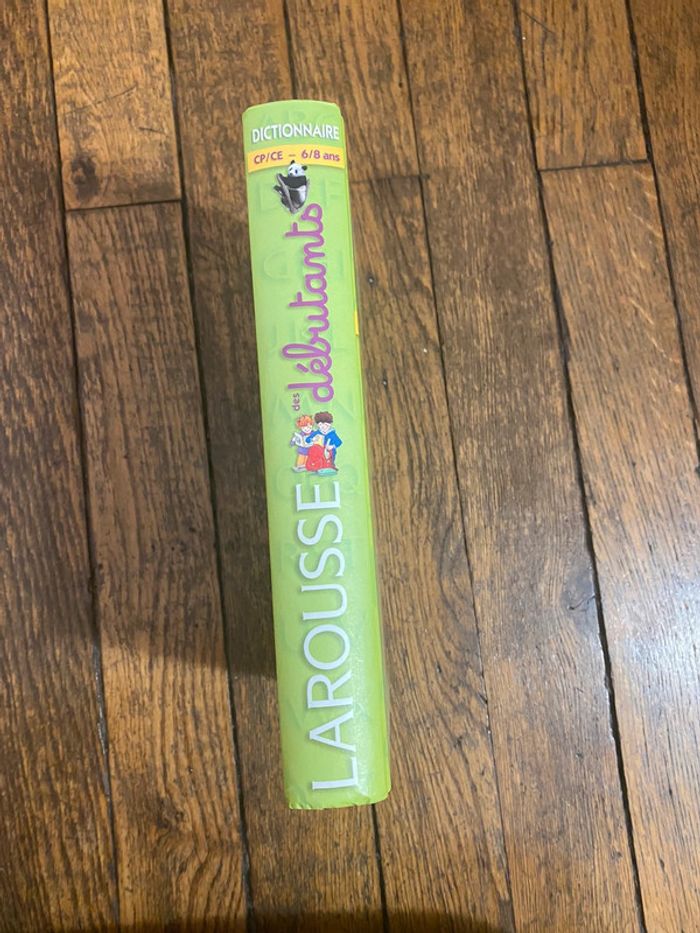 DICTIONNAIRE
CP/CE – 6/8 ans
LAROUSSE
des débutants